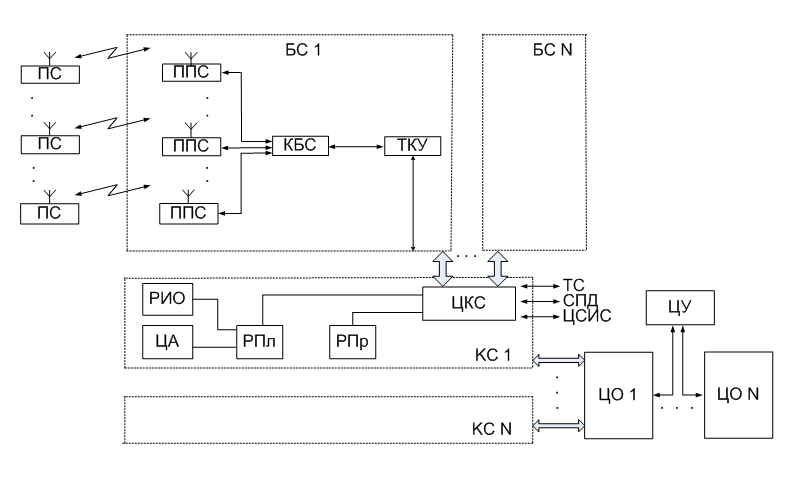 БС 1
БС N
ПС
ППС
ПС
ППС
КБС
ТКУ
ПС
ППС
ТС
СПД
ЦСИС
РИО
ЦКС
ЦА
РПл
РПр
КС 1
ЦУ
ЦО 1
ЦО N
КС N